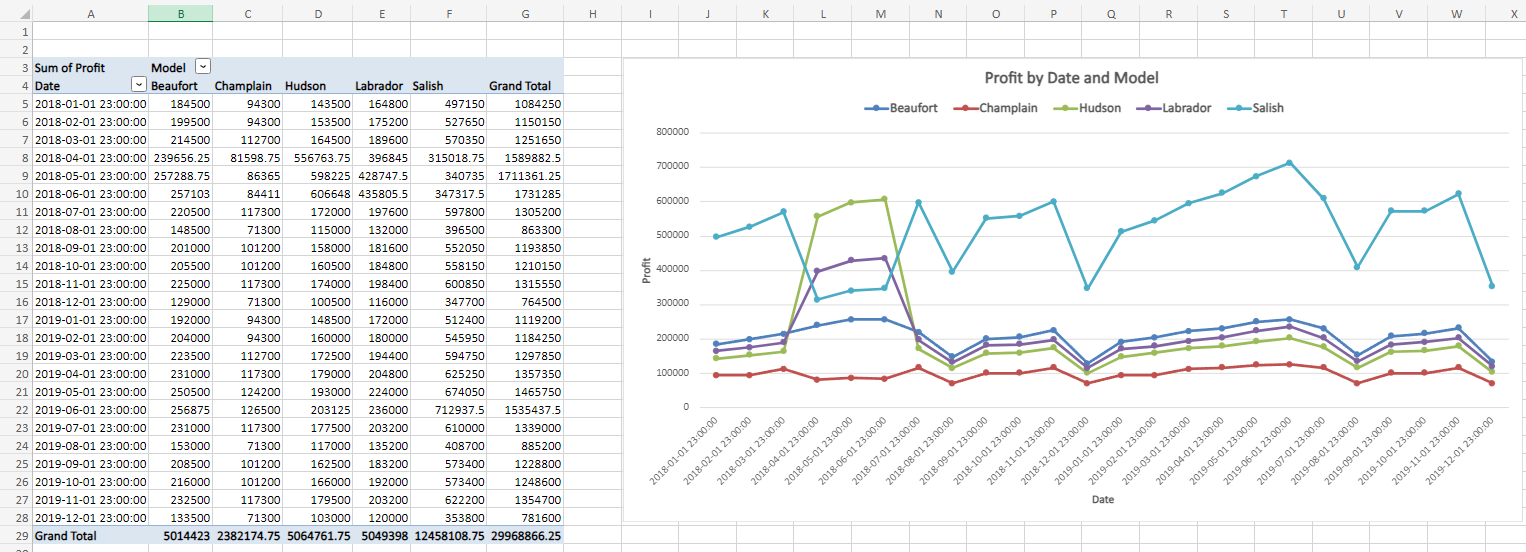 A B C D E F G H I J K L M N O P Q R S T U V W X
1
2
3 Sum of Profit Model
4 Date Beaufort Champlain Hudson Labrador Salish Grand Total
5 2018-01-01 23:00:00 184500 94300 143500 164800 497150 1084250
6 2018-02-01 23:00:00 199500 94300 153500 175200 527650 1150150
7 2018-03-01 23:00:00 214500 112700 164500 189600 570350 1251650
8 2018-04-01 23:00:00 239656.25 81598.75 556763.75 396845 315018.75 1589882.5
9 2018-05-01 23:00:00 257288.75 86365 598225 428747.5 340735 1711361.25
10 2018-06-01 23:00:00 257103 84411 606648 435805.5 347317.5 1731285
11 2018-07-01 23:00:00 220500 117300 172000 197600 597800 1305200
12 2018-08-01 23:00:00 148500 71300 115000 132000 396500 863300
13 2018-09-01 23:00:00 201000 101200 158000 181600 552050 1193850
14 2018-10-01 23:00:00 205500 101200 160500 184800 558150 1210150
15 2018-11-01 23:00:00 225000 117300 174000 198400 600850 1315550
16 2018-12-01 23:00:00 129000 71300 100500 116000 347700 764500
17 2019-01-01 23:00:00 192000 94300 148500 172000 512400 1119200
18 2019-02-01 23:00:00 204000 94300 160000 180000 545950 1184250
19 2019-03-01 23:00:00 223500 112700 172500 194400 594750 1297850
20 2019-04-01 23:00:00 231000 117300 179000 204800 625250 1357350
21 2019-05-01 23:00:00 250500 124200 193000 224000 674050 1465750
22 2019-06-01 23:00:00 256875 126500 203125 236000 712937.5 1535437.5
23 2019-07-01 23:00:00 231000 117300 177500 203200 610000 1339000
24 2019-08-01 23:00:00 153000 71300 117000 135200 408700 885200
25 2019-09-01 23:00:00 208500 101200 162500 183200 573400 1228800
26 2019-10-01 23:00:00 216000 101200 166000 192000 573400 1248600
27 2019-11-01 23:00:00 232500 117300 179500 203200 622200 1354700
28 2019-12-01 23:00:00 133500 71300 103000 120000 353800 781600
29 Grand Total 5014423 2382174.75 5064761.75 5049398 12458108.75 29968866.25
Profit by Date and Model
Beaufort Champlain Hudson Labrador Salish
800000
700000
600000
500000
400000
300000
200000
100000
0
Profit
2018-01-01 23:00:00
2018-02-01 23:00:00
2018-03-01 23:00:00
2018-04-01 23:00:00
2018-05-01 23:00:00
2018-06-01 23:00:00
2018-07-01 23:00:00
2018-08-01 23:00:00
2018-09-01 23:00:00
2018-10-01 23:00:00
2018-11-01 23:00:00
2018-12-01 23:00:00
2019-01-01 23:00:00
2019-02-01 23:00:00
2019-03-01 23:00:00
2019-04-01 23:00:00
2019-05-01 23:00:00
2019-06-01 23:00:00
2019-07-01 23:00:00
2019-08-01 23:00:00
2019-09-01 23:00:00
2019-10-01 23:00:00
2019-11-01 23:00:00
2019-12-01 23:00:00
Date